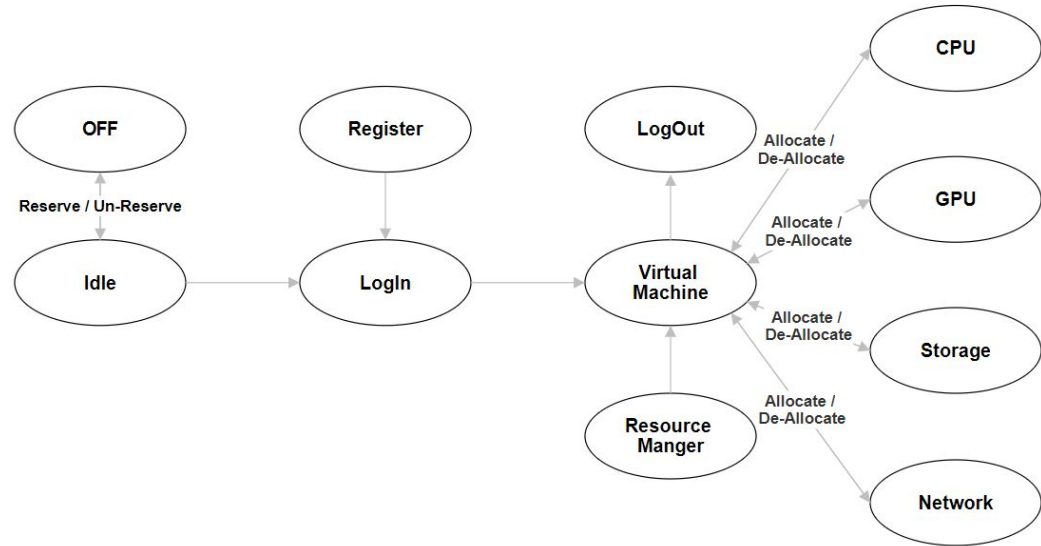 CPU
OFF
Register
LogOut
Allocate /
De-Allocate
Reserve / Un-Reserve
Allocate /
De-Allocate
GPU
Idle
LogIn
Virtual
Machine
Allocate /
De-Allocate
Storage
Allocate /
De-Allocate
Resource
Manger
Network